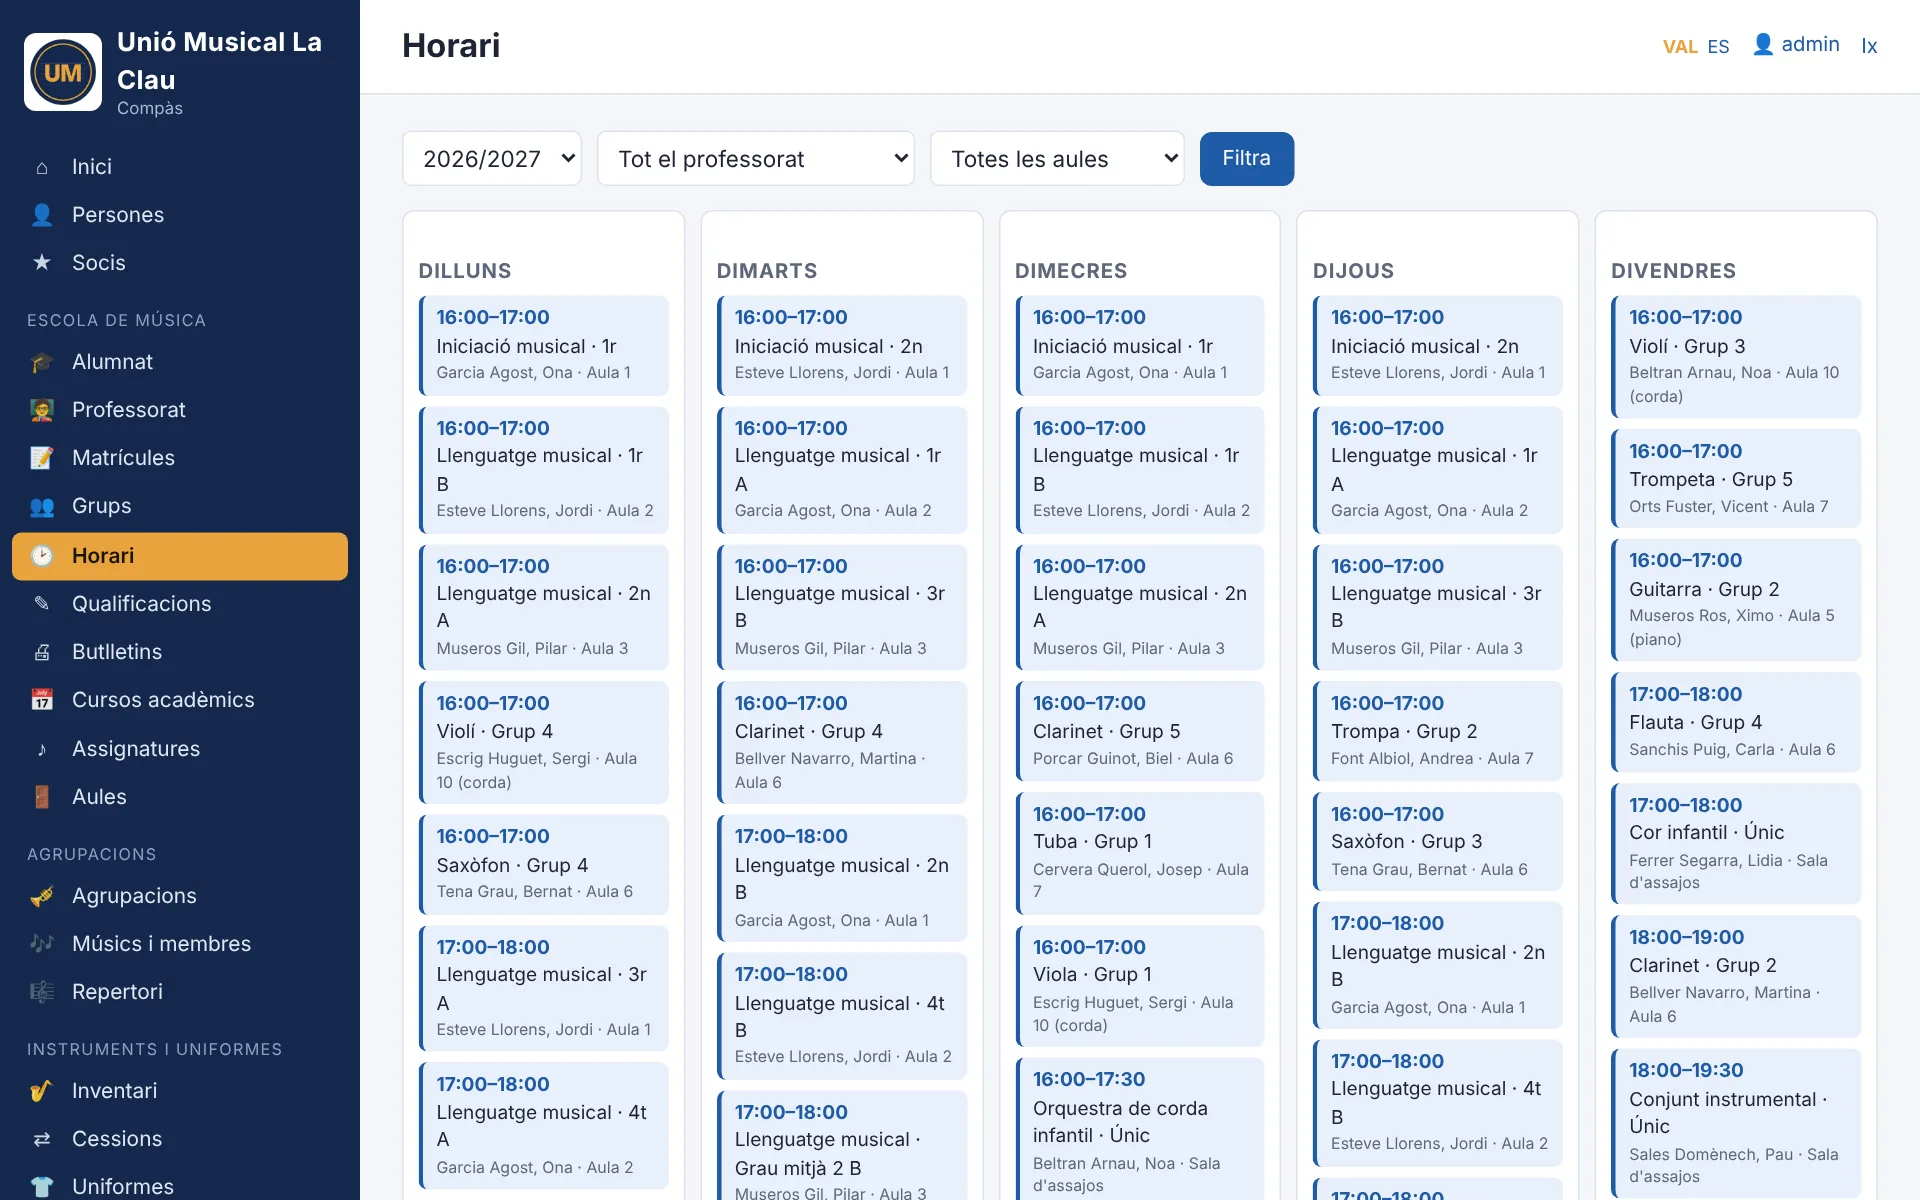 UM
Unió Musical La
Clau
Compàs
Inici
Persones
Socis
ESCOLA DE MÚSICA
Alumnat
Professorat
Matrícules
Grups
Horari
Qualificacions
Butlletins
Cursos acadèmics
Assignatures
Aules
AGRUPACIONS
Agrupacions
Músics i membres
Repertori
INSTRUMENTS I UNIFORMES
Inventari
Cessions
Uniformes
Horari
VAL ES admin Ix
2026/2027 Tot el professorat Totes les aules Filtra
DILLUNS
16:00–17:00
Iniciació musical · 1r
Garcia Agost, Ona · Aula 1
16:00–17:00
Llenguatge musical · 1r
B
Esteve Llorens, Jordi · Aula 2
16:00–17:00
Llenguatge musical · 2n
A
Museros Gil, Pilar · Aula 3
16:00–17:00
Violí · Grup 4
Escrig Huguet, Sergi · Aula
10 (corda)
16:00–17:00
Saxòfon · Grup 4
Tena Grau, Bernat · Aula 6
17:00–18:00
Llenguatge musical · 3r
A
Esteve Llorens, Jordi · Aula 1
17:00–18:00
Llenguatge musical · 4t
A
Garcia Agost, Ona · Aula 2
DIMARTS
16:00–17:00
Iniciació musical · 2n
Esteve Llorens, Jordi · Aula 1
16:00–17:00
Llenguatge musical · 1r
A
Garcia Agost, Ona · Aula 2
16:00–17:00
Llenguatge musical · 3r
B
Museros Gil, Pilar · Aula 3
16:00–17:00
Clarinet · Grup 4
Bellver Navarro, Martina ·
Aula 6
17:00–18:00
Llenguatge musical · 2n
B
Garcia Agost, Ona · Aula 1
17:00–18:00
Llenguatge musical · 4t
B
Esteve Llorens, Jordi · Aula 2
17:00–18:00
Llenguatge musical ·
Grau mitjà 2 B
Museros Gil, Pilar · Aula 3
DIMECRES
16:00–17:00
Iniciació musical · 1r
Garcia Agost, Ona · Aula 1
16:00–17:00
Llenguatge musical · 1r
B
Esteve Llorens, Jordi · Aula 2
16:00–17:00
Llenguatge musical · 2n
A
Museros Gil, Pilar · Aula 3
16:00–17:00
Clarinet · Grup 5
Porcar Guinot, Biel · Aula 6
16:00–17:00
Tuba · Grup 1
Cervera Querol, Josep · Aula
7
16:00–17:00
Viola · Grup 1
Escrig Huguet, Sergi · Aula
10 (corda)
16:00–17:30
Orquestra de corda
infantil · Únic
Beltran Arnau, Noa · Sala
d'assajos
DIJOUS
16:00–17:00
Iniciació musical · 2n
Esteve Llorens, Jordi · Aula 1
16:00–17:00
Llenguatge musical · 1r
A
Garcia Agost, Ona · Aula 2
16:00–17:00
Llenguatge musical · 3r
B
Museros Gil, Pilar · Aula 3
16:00–17:00
Trompa · Grup 2
Font Albiol, Andrea · Aula 7
16:00–17:00
Saxòfon · Grup 3
Tena Grau, Bernat · Aula 6
17:00–18:00
Llenguatge musical · 2n
B
Garcia Agost, Ona · Aula 1
17:00–18:00
Llenguatge musical · 4t
B
Esteve Llorens, Jordi · Aula 2
17:00–18:00
DIVENDRES
16:00–17:00
Violí · Grup 3
Beltran Arnau, Noa · Aula 10
(corda)
16:00–17:00
Trompeta · Grup 5
Orts Fuster, Vicent · Aula 7
16:00–17:00
Guitarra · Grup 2
Museros Ros, Ximo · Aula 5
(piano)
17:00–18:00
Flauta · Grup 4
Sanchis Puig, Carla · Aula 6
17:00–18:00
Cor infantil · Únic
Ferrer Segarra, Lidia · Sala
d'assajos
18:00–19:00
Clarinet · Grup 2
Bellver Navarro, Martina ·
Aula 6
18:00–19:30
Conjunt instrumental ·
Únic
Sales Domènech, Pau · Sala
d'assajos